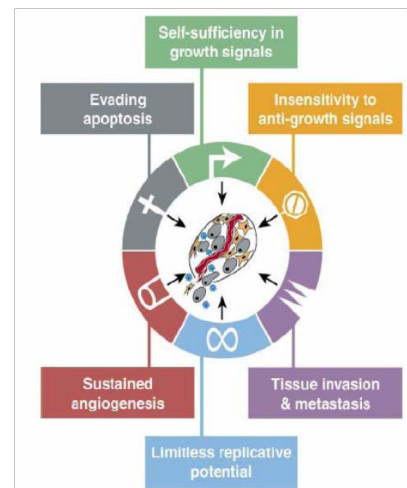 Self-sufficiency in
growth signals
Evading
apoptosis
Insensitivity to
anti-growth signals
Sustained
angiogenesis
Tissue invasion
& metastasis
Limitless replicative
potential